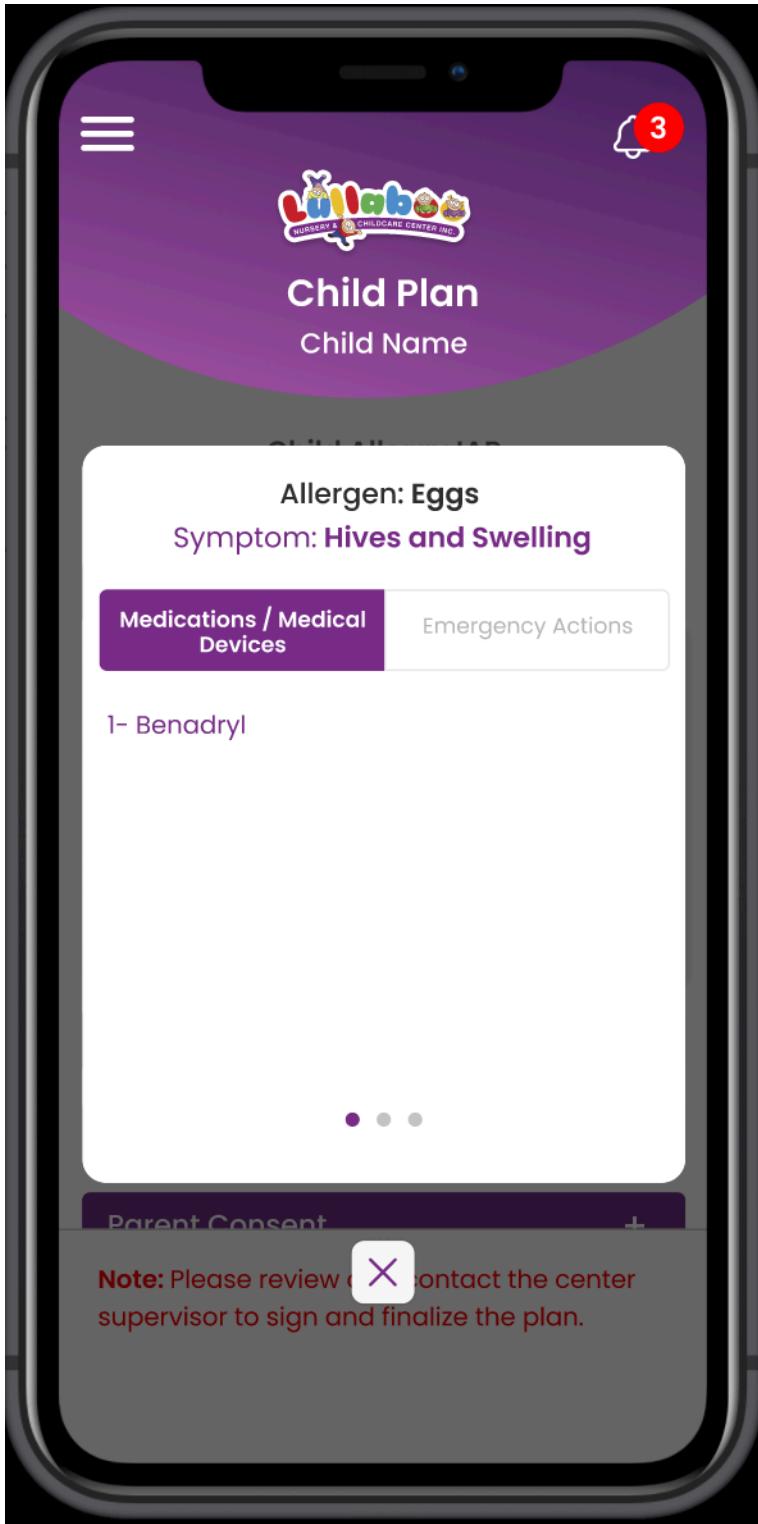 3
Lullaboo
NURSERY & CHILDCARE CENTER INC.
Child Plan
Child Name
Allergen: Eggs
Symptom: Hives and Swelling
Medications / Medical
Devices
Emergency Actions
1- Benadryl
Parent Consent +
Note: Please review contact the center
supervisor to sign and finalize the plan.